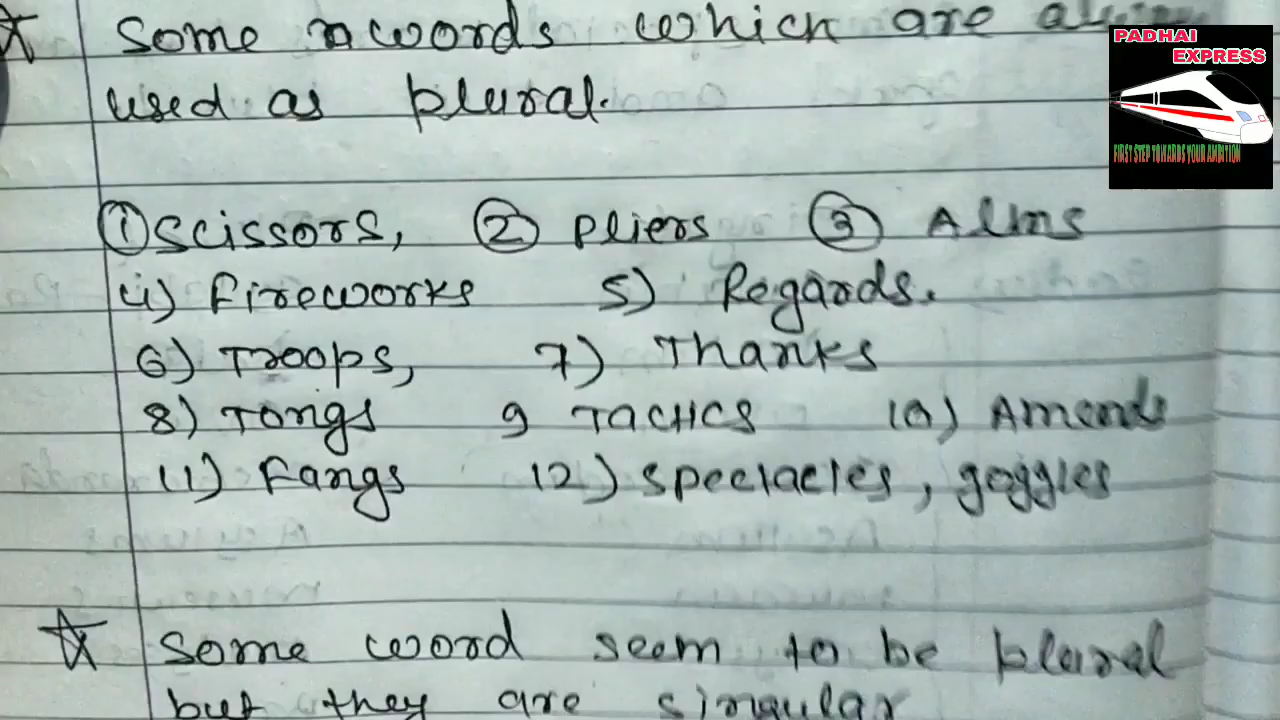 ☆ Some words which are
used as plural.
① Scissors, ② Pliers ③ Alms
4) Fireworks 5) Regards.
6) Troops, 7) Thanks
8) Tongs 9 Tactics 10) Amends
11) Fangs 12) Spectacles, goggles
☆ Some word seem to be plural
but they are singular
PADHAI
EXPRESS
FIRST STEP TOWARDS YOUR AMBITION